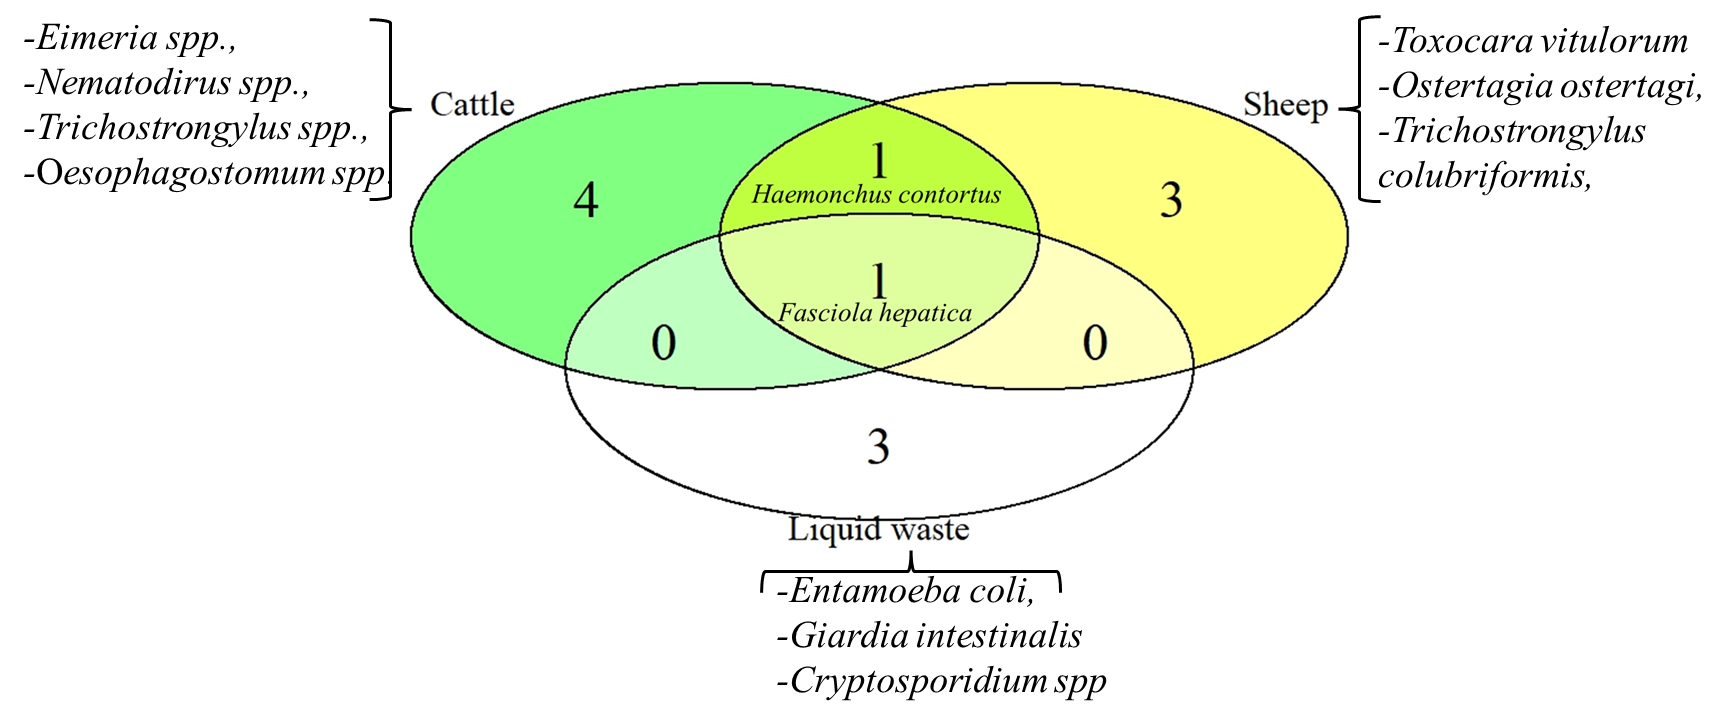 -Eimeria spp.,
-Nematodirus spp.,
-Trichostrongylus spp.,
-Oesophagostomum spp.
Cattle
Sheep
-Toxocara vitulorum
-Ostertagia ostertagi,
-Trichostrongylus
colubriformis,
4
1
Haemonchus contortus
3
1
Fasciola hepatica
0
0
3
Liquid waste
-Entamoeba coli,
-Giardia intestinalis
-Cryptosporidium spp